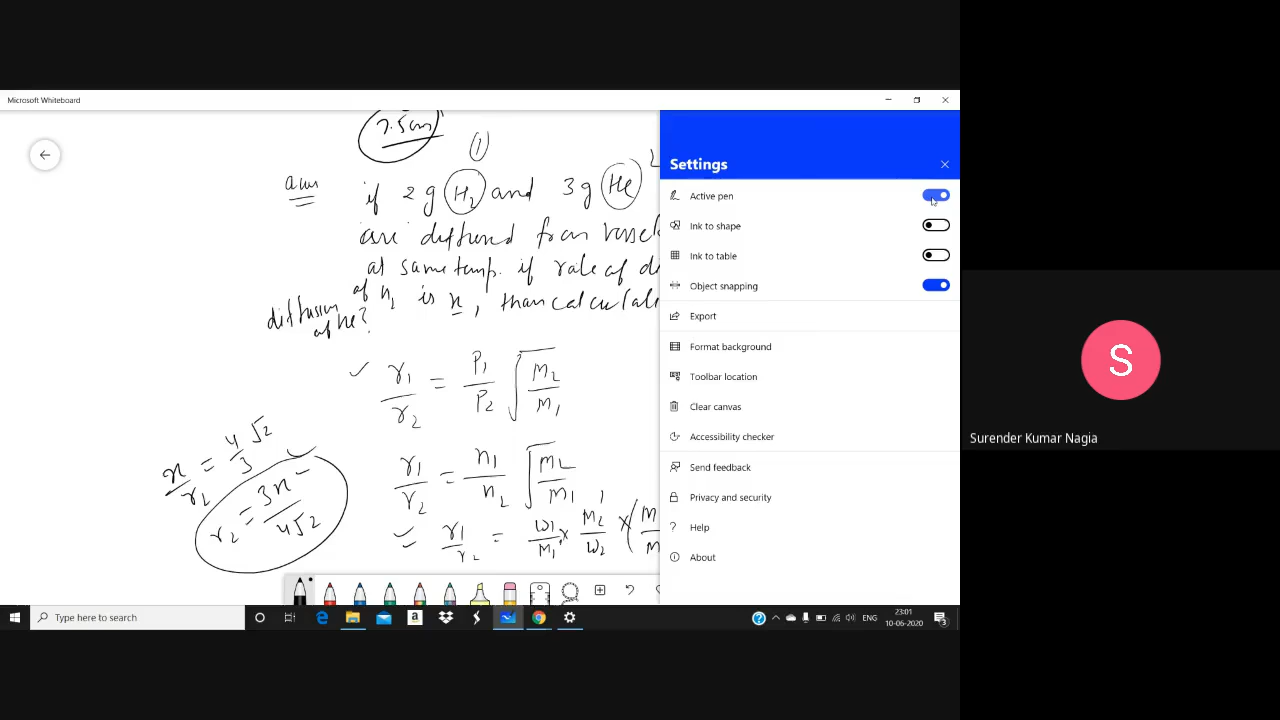 Microsoft Whiteboard
7.5cm
①
ans
if 2 g H₂ and 3 g He
are diffused from vessel
at same temp. if rate of d
diffusion of H₂ is x, than calculate
of He?
r₁/r₂ = P₁/P₂ √M₂/M₁
r₁/r₂ = n₁/n₂ √M₂/M₁
r₁/r₂ = ω₁/M₁ × M₂/ω₂ × (M
x/r₂ = 4/3 √2
r₂ = 3x/4√2
Settings
Active pen
Ink to shape
Ink to table
Object snapping
Export
Format background
Toolbar location
Clear canvas
Accessibility checker
Send feedback
Privacy and security
Help
About
S
Surender Kumar Nagia
Type here to search
ENG
23:01
10-06-2020